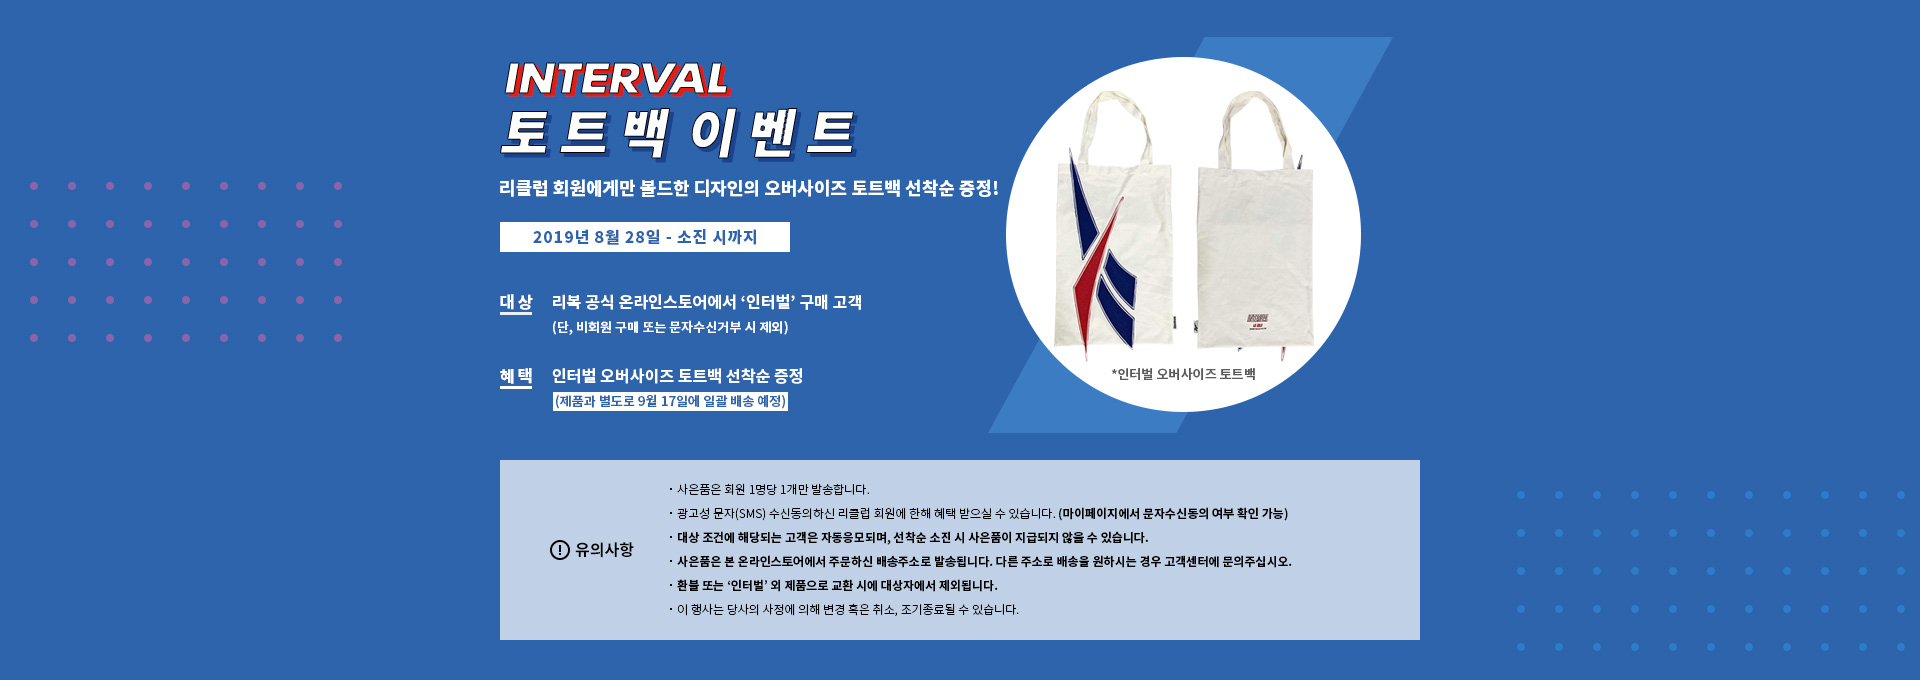 INTERVAL
토트백 이벤트
리클럽 회원에게만 볼드한 디자인의 오버사이즈 토트백 선착순 증정!
2019년 8월 28일 - 소진 시까지
대상 리복 공식 온라인스토어에서 ‘인터벌’ 구매 고객
(단, 비회원 구매 또는 문자수신거부 시 제외)
혜택 인터벌 오버사이즈 토트백 선착순 증정
(제품과 별도로 9월 17일에 일괄 배송 예정)
*인터벌 오버사이즈 토트백
유의사항
· 사은품은 회원 1명당 1개만 발송합니다.
· 광고성 문자(SMS) 수신동의하신 리클럽 회원에 한해 혜택 받으실 수 있습니다. (마이페이지에서 문자수신동의 여부 확인 가능)
· 대상 조건에 해당되는 고객은 자동응모되며, 선착순 소진 시 사은품이 지급되지 않을 수 있습니다.
· 사은품은 본 온라인스토어에서 주문하신 배송주소로 발송됩니다. 다른 주소로 배송을 원하시는 경우 고객센터에 문의주십시오.
· 환불 또는 ‘인터벌’ 외 제품으로 교환 시에 대상자에서 제외됩니다.
· 이 행사는 당사의 사정에 의해 변경 혹은 취소, 조기종료될 수 있습니다.